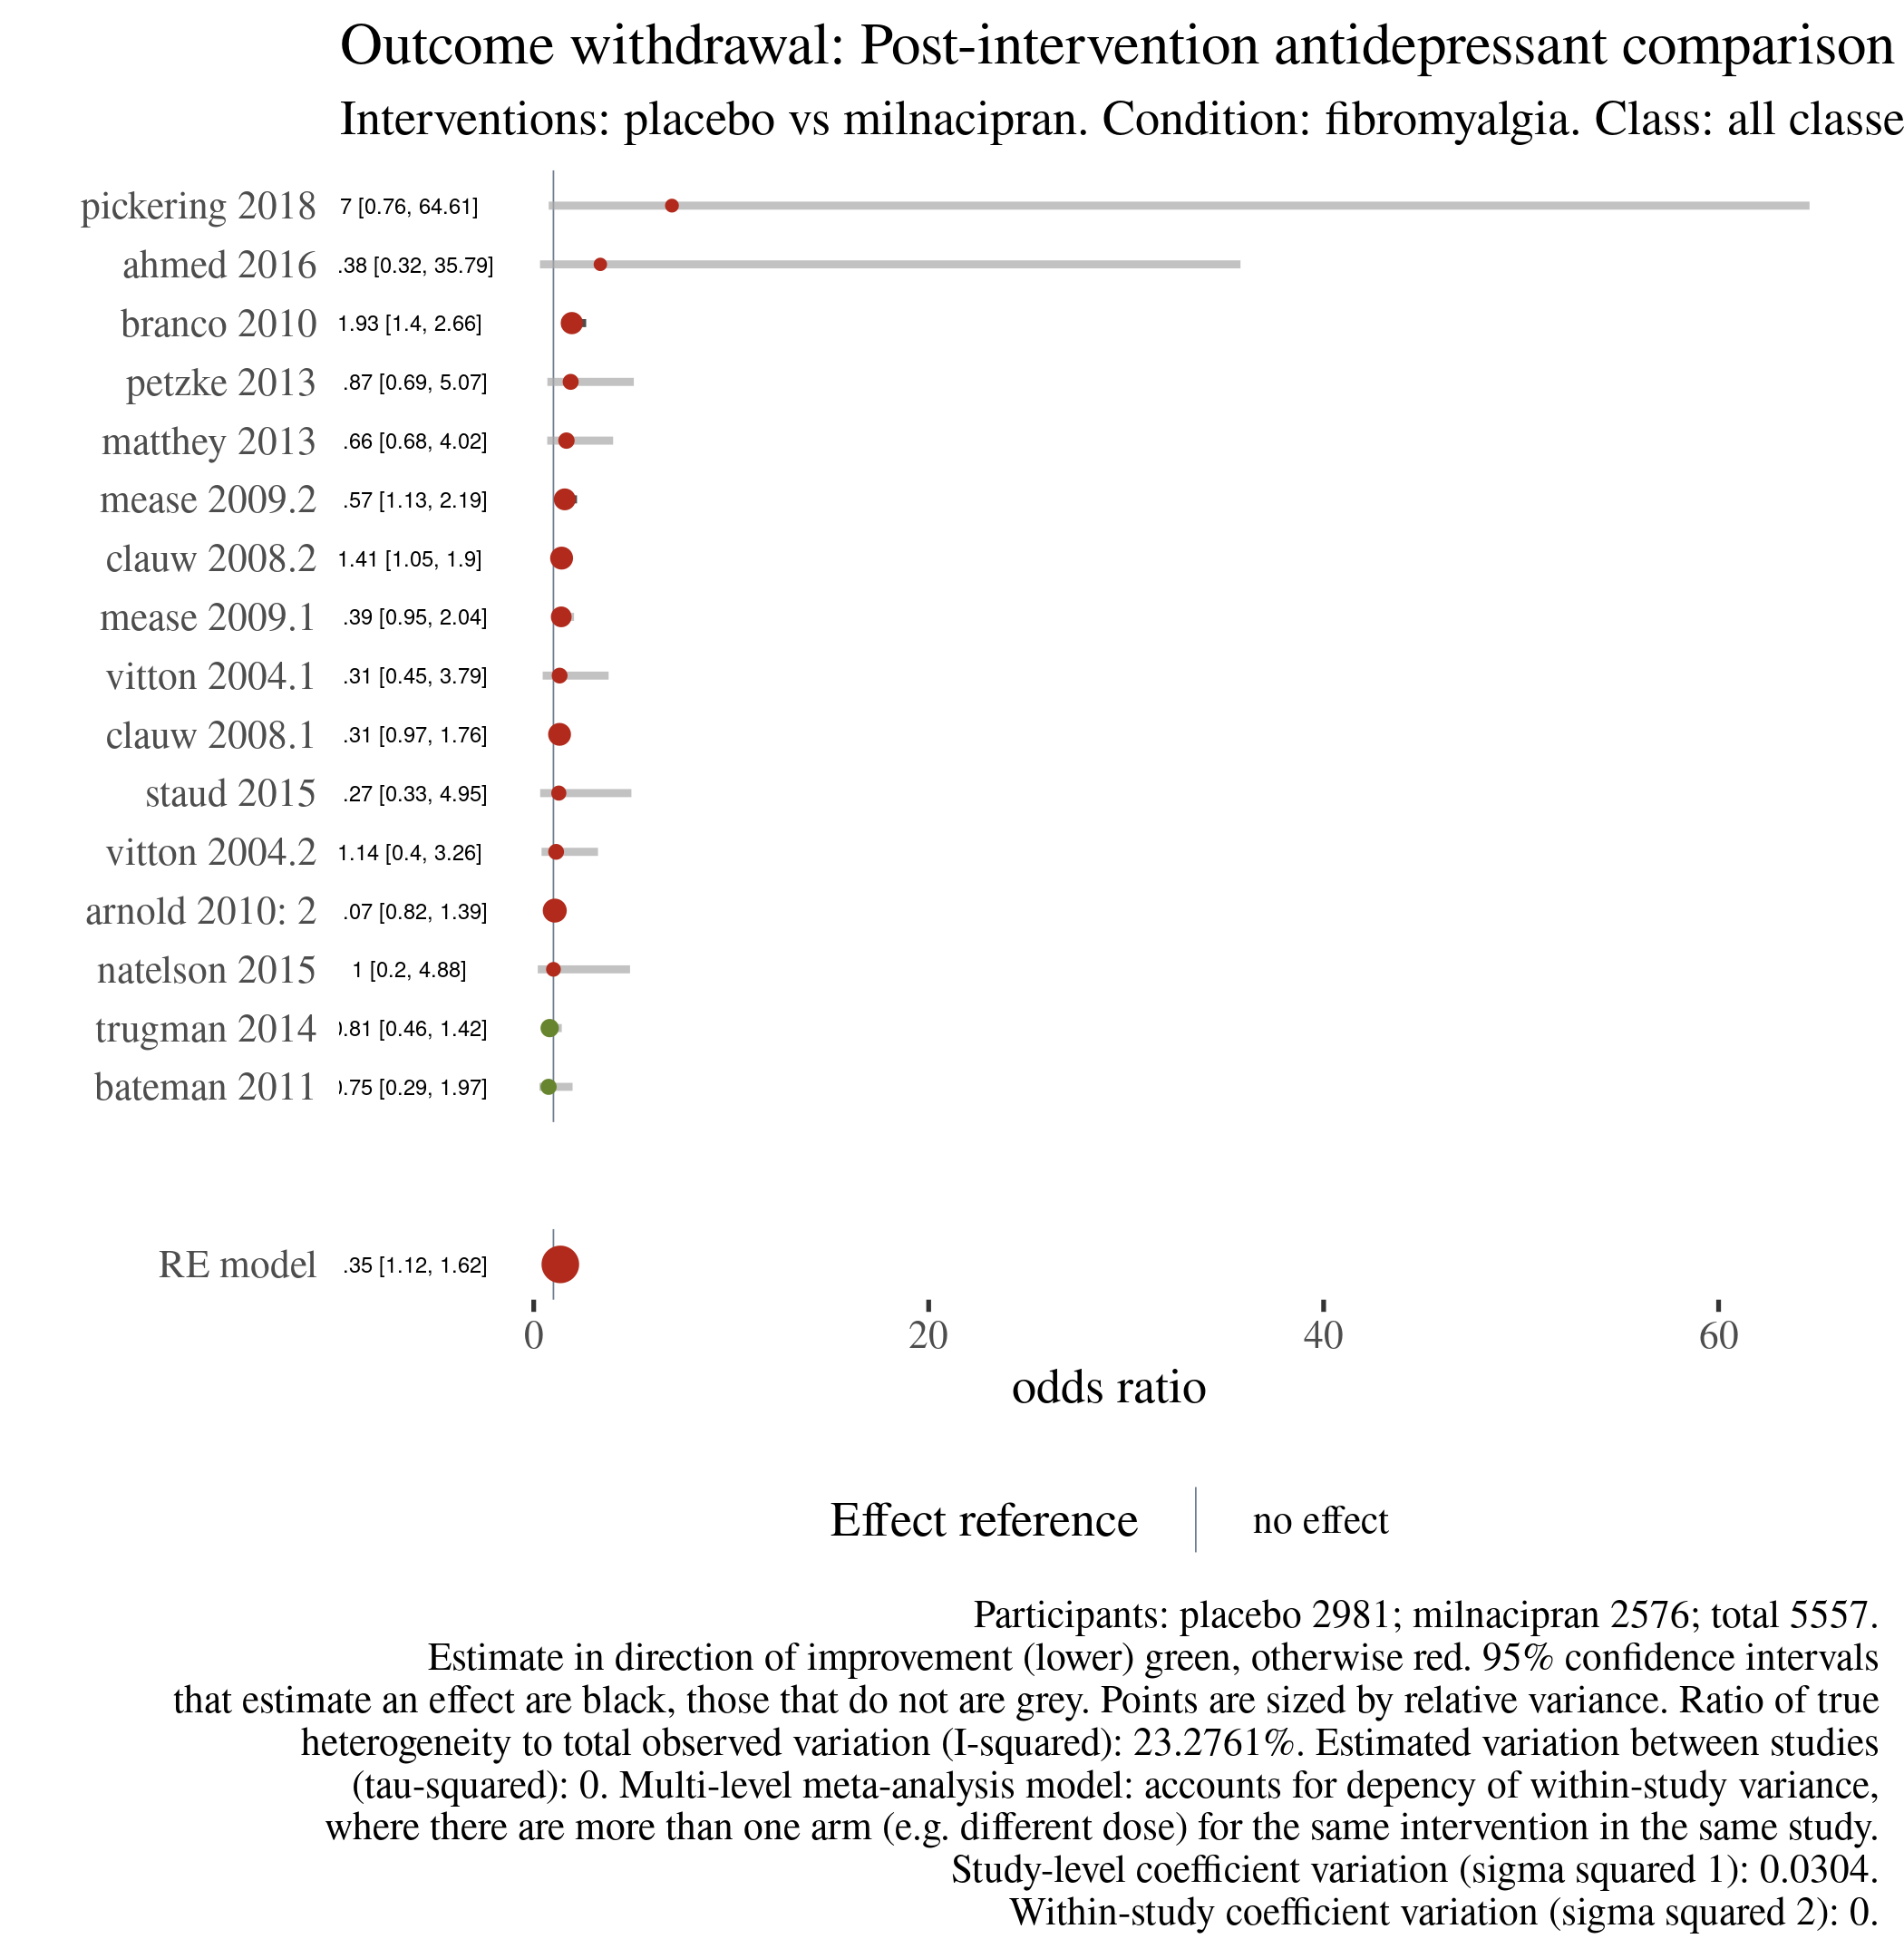 Outcome withdrawal: Post-intervention antidepressant comparison
Interventions: placebo vs milnacipran. Condition: fibromyalgia. Class: all classe
pickering 2018 7 [0.76, 64.61]
ahmed 2016 .38 [0.32, 35.79]
branco 2010 1.93 [1.4, 2.66]
petzke 2013 .87 [0.69, 5.07]
matthey 2013 .66 [0.68, 4.02]
mease 2009.2 .57 [1.13, 2.19]
clauw 2008.2 1.41 [1.05, 1.9]
mease 2009.1 .39 [0.95, 2.04]
vitton 2004.1 .31 [0.45, 3.79]
clauw 2008.1 .31 [0.97, 1.76]
staud 2015 .27 [0.33, 4.95]
vitton 2004.2 1.14 [0.4, 3.26]
arnold 2010: 2 .07 [0.82, 1.39]
natelson 2015 1 [0.2, 4.88]
trugman 2014 0.81 [0.46, 1.42]
bateman 2011 0.75 [0.29, 1.97]
RE model .35 [1.12, 1.62]
0 20 40 60
odds ratio
Effect reference no effect
Participants: placebo 2981; milnacipran 2576; total 5557.
Estimate in direction of improvement (lower) green, otherwise red. 95% confidence intervals
that estimate an effect are black, those that do not are grey. Points are sized by relative variance. Ratio of true
heterogeneity to total observed variation (I-squared): 23.2761%. Estimated variation between studies
(tau-squared): 0. Multi-level meta-analysis model: accounts for depency of within-study variance,
where there are more than one arm (e.g. different dose) for the same intervention in the same study.
Study-level coefficient variation (sigma squared 1): 0.0304.
Within-study coefficient variation (sigma squared 2): 0.